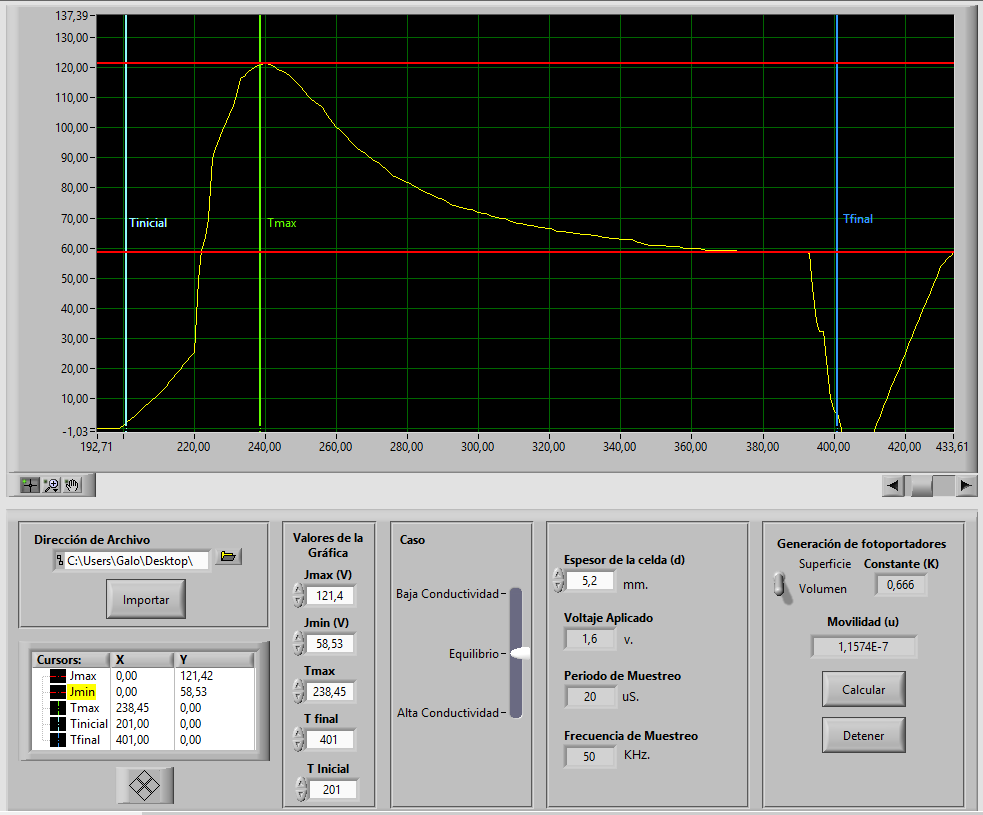 137,39
130,00
120,00
110,00
100,00
90,00
80,00
70,00
60,00
50,00
40,00
30,00
20,00
10,00
-1,03
Tinicial
Tmax
Tfinal
192,71 220,00 240,00 260,00 280,00 300,00 320,00 340,00 360,00 380,00 400,00 420,00 433,61
Dirección de Archivo
C:\Users\Galo\Desktop\
Importar
Cursors: X Y
Jmax 0,00 121,42
Jmin 0,00 58,53
Tmax 238,45 0,00
Tinicial 201,00 0,00
Tfinal 401,00 0,00
Valores de la
Gráfica
Jmax (V)
121,4
Jmin (V)
58,53
Tmax
238,45
T final
401
T Inicial
201
Caso
Baja Conductividad
Equilibrio
Alta Conductividad
Espesor de la celda (d)
5,2 mm.
Voltaje Aplicado
1,6 v.
Periodo de Muestreo
20 uS.
Frecuencia de Muestreo
50 KHz.
Generación de fotoportadores
Superficie Constante (K)
Volumen 0,666
Movilidad (u)
1,1574E-7
Calcular
Detener